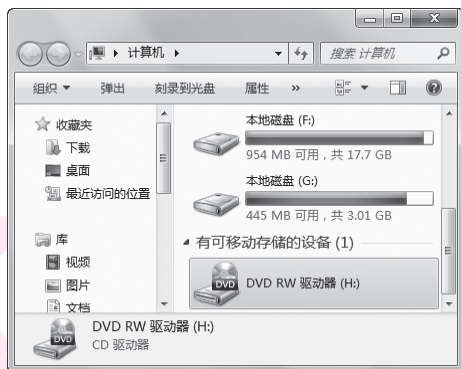 计算机
搜索 计算机
组织 弹出 刻录到光盘 属性 »
收藏夹
下载
桌面
最近访问的位置
库
视频
图片
文档
本地磁盘 (F:)
954 MB 可用，共 17.7 GB
本地磁盘 (G:)
445 MB 可用，共 3.01 GB
有可移动存储的设备 (1)
DVD RW 驱动器 (H:)
DVD RW 驱动器 (H:)
CD 驱动器